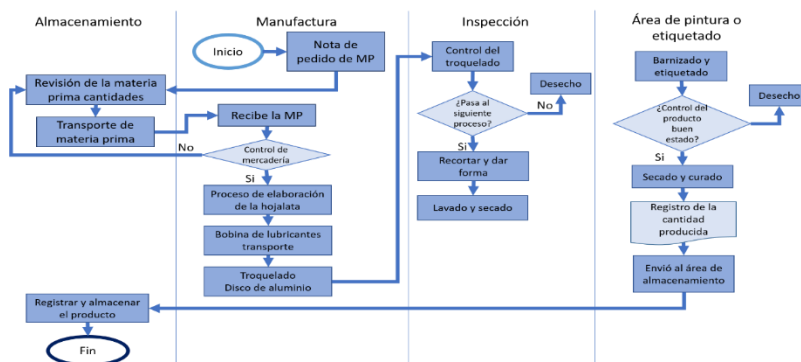 Almacenamiento
Manufactura
Inspección
Área de pintura o
etiquetado
Inicio
Nota de
pedido de MP
Revisión de la materia
prima cantidades
Transporte de
materia prima
Recibe la MP
No
Control de
mercadería
Si
Proceso de elaboración
de la hojalata
Bobina de lubricantes
transporte
Troquelado
Disco de aluminio
Control del
troquelado
Desecho
¿Pasa al
siguiente
proceso?
No
Si
Recortar y dar
forma
Lavado y secado
Barnizado y
etiquetado
Desecho
¿Control del
producto
buen
estado?
Si
Secado y curado
Registro de la
cantidad
producida
Envió al área de
almacenamiento
Registrar y almacenar
el producto
Fin